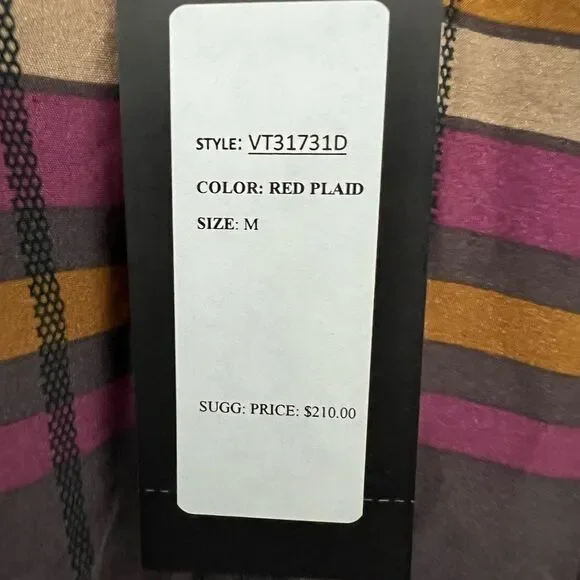 STYLE: VT31731D
COLOR: RED PLAID
SIZE: M
SUGG: PRICE: $210.00